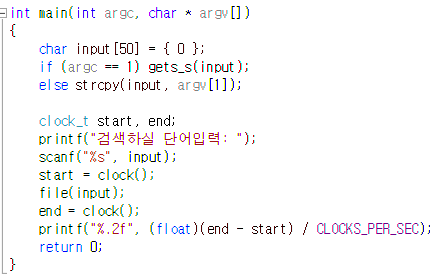 int main(int argc, char * argv[])
{
char input[50] = { 0 };
if (argc == 1) gets_s(input);
else strcpy(input, argv[1]);
clock_t start, end;
printf("검색하실 단어입력: ");
scanf("%s", input);
start = clock();
file(input);
end = clock();
printf("%.2f", (float)(end - start) / CLOCKS_PER_SEC);
return 0;
}